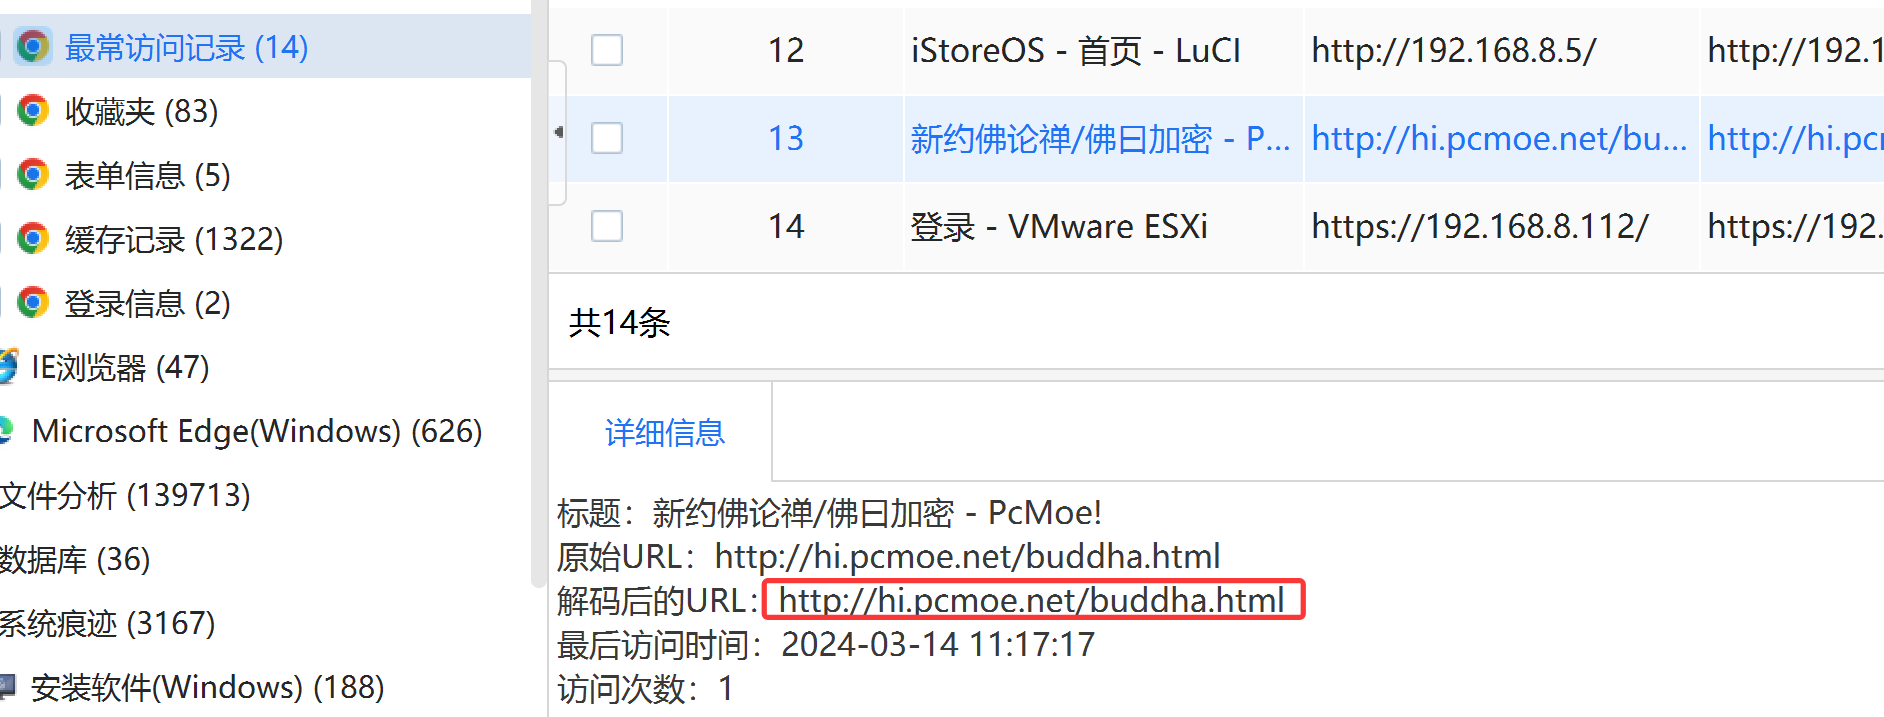 最常访问记录 (14)
收藏夹 (83)
表单信息 (5)
缓存记录 (1322)
登录信息 (2)
IE浏览器 (47)
Microsoft Edge(Windows) (626)
文件分析 (139713)
数据库 (36)
系统痕迹 (3167)
安装软件(Windows) (188)
12 iStoreOS - 首页 - LuCI http://192.168.8.5/ http://192.1
13 新约佛论禅/佛曰加密 - P... http://hi.pcmoe.net/bu... http://hi.pc
14 登录 - VMware ESXi https://192.168.8.112/ https://192.
共14条
详细信息
标题：新约佛论禅/佛曰加密 - PcMoe!
原始URL：http://hi.pcmoe.net/buddha.html
解码后的URL：http://hi.pcmoe.net/buddha.html
最后访问时间：2024-03-14 11:17:17
访问次数：1